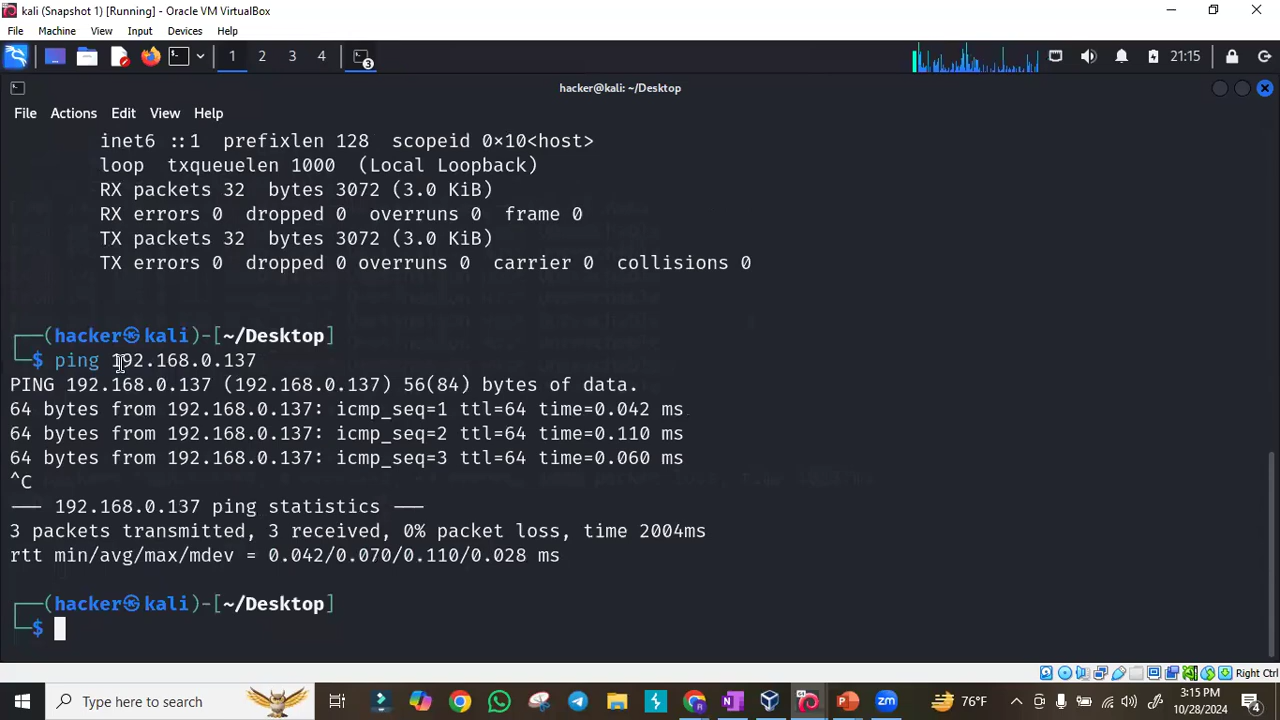 kali (Snapshot 1) [Running] - Oracle VM VirtualBox
File Machine View Input Devices Help
1 2 3 4 3 21:15
hacker@kali: ~/Desktop
File Actions Edit View Help
inet6 ::1 prefixlen 128 scopeid 0×10<host>
loop txqueuelen 1000 (Local Loopback)
RX packets 32 bytes 3072 (3.0 KiB)
RX errors 0 dropped 0 overruns 0 frame 0
TX packets 32 bytes 3072 (3.0 KiB)
TX errors 0 dropped 0 overruns 0 carrier 0 collisions 0
┌──(hacker㉿kali)-[~/Desktop]
└─$ ping 192.168.0.137
PING 192.168.0.137 (192.168.0.137) 56(84) bytes of data.
64 bytes from 192.168.0.137: icmp_seq=1 ttl=64 time=0.042 ms
64 bytes from 192.168.0.137: icmp_seq=2 ttl=64 time=0.110 ms
64 bytes from 192.168.0.137: icmp_seq=3 ttl=64 time=0.060 ms
^C
--- 192.168.0.137 ping statistics ---
3 packets transmitted, 3 received, 0% packet loss, time 2004ms
rtt min/avg/max/mdev = 0.042/0.070/0.110/0.028 ms
┌──(hacker㉿kali)-[~/Desktop]
└─$
Right Ctrl
Type here to search
76°F
3:15 PM
10/28/2024
4